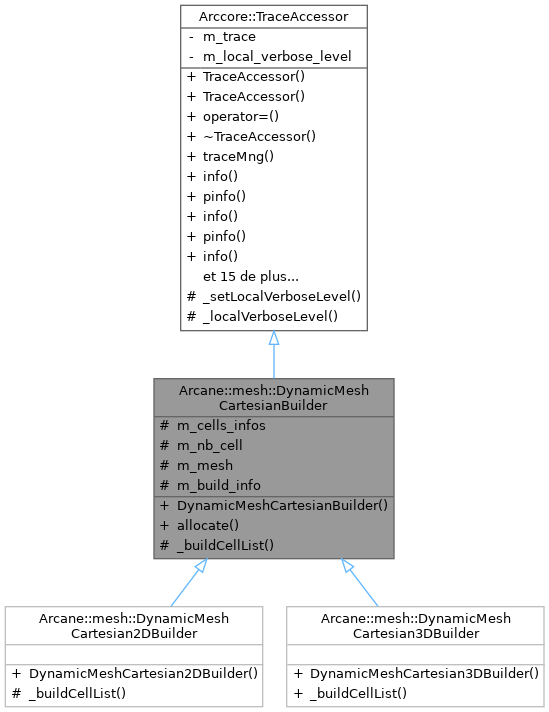 Arccore::TraceAccessor
- m_trace
- m_local_verbose_level
+ TraceAccessor()
+ TraceAccessor()
+ operator=()
+ ~TraceAccessor()
+ traceMng()
+ info()
+ pinfo()
+ info()
+ pinfo()
+ info()
et 15 de plus...
# _setLocalVerboseLevel()
# _localVerboseLevel()
Arcane::mesh::DynamicMesh
CartesianBuilder
# m_cells_infos
# m_nb_cell
# m_mesh
# m_build_info
+ DynamicMeshCartesianBuilder()
+ allocate()
# _buildCellList()
Arcane::mesh::DynamicMesh
Cartesian2DBuilder
+ DynamicMeshCartesian2DBuilder()
# _buildCellList()
Arcane::mesh::DynamicMesh
Cartesian3DBuilder
+ DynamicMeshCartesian3DBuilder()
+ _buildCellList()